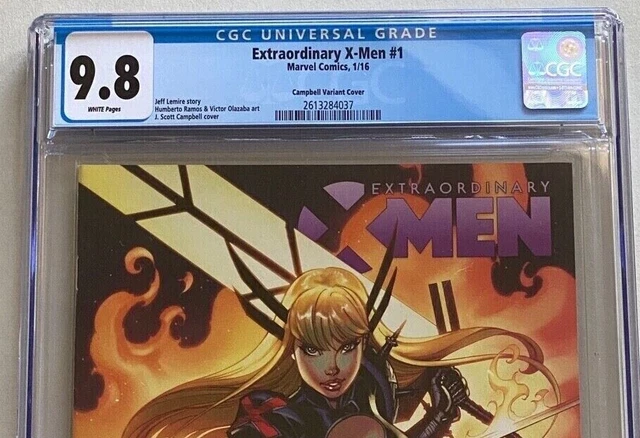 CGC UNIVERSAL GRADE
9.8
WHITE Pages
Extraordinary X-Men #1
Marvel Comics, 1/16
Campbell Variant Cover
Jeff Lemire story
Humberto Ramos & Victor Olazaba art
J. Scott Campbell cover
2613284037
CGC
EXTRAORDINARY
X-MEN